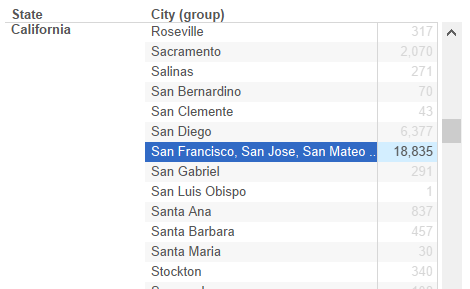 State City (group)
California Roseville 317
Sacramento 2,070
Salinas 271
San Bernardino 70
San Clemente 43
San Diego 6,377
San Francisco, San Jose, San Mateo .. 18,835
San Gabriel 291
San Luis Obispo 1
Santa Ana 837
Santa Barbara 457
Santa Maria 30
Stockton 340